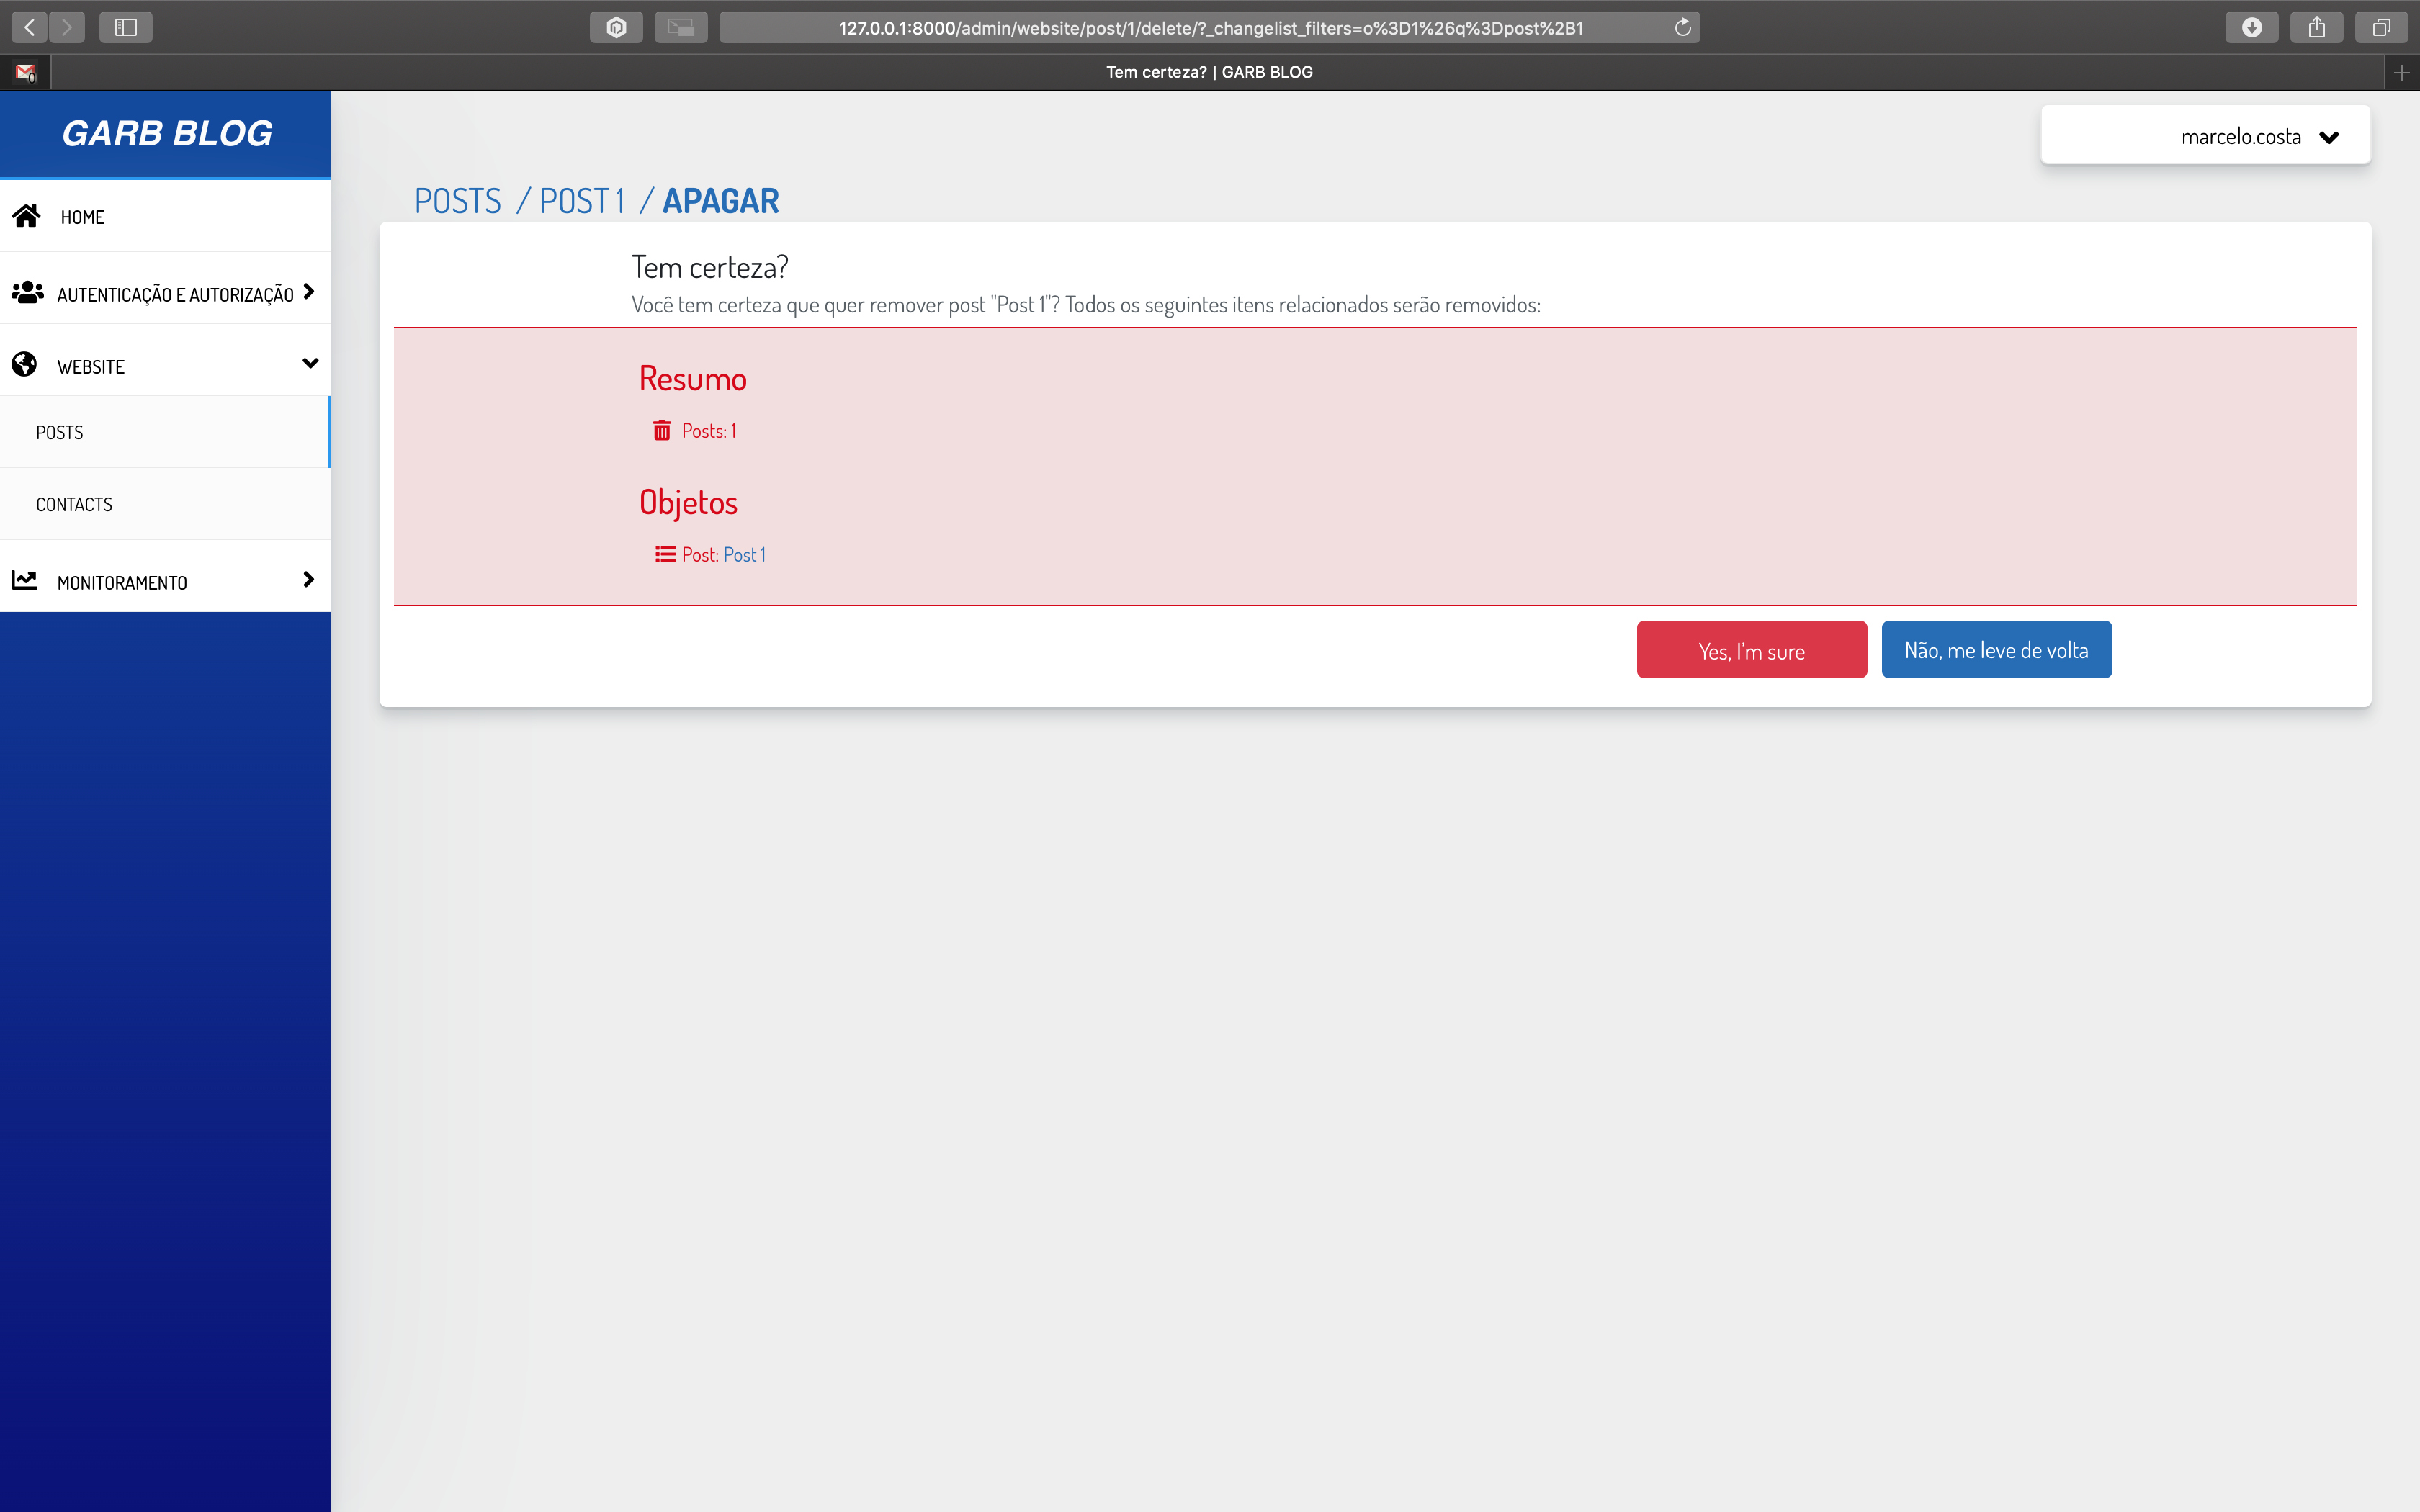 127.0.0.1:8000/admin/website/post/1/delete/?_changelist_filters=o%3D1%26q%3Dpost%2B1
0
Tem certeza? | GARB BLOG
GARB BLOG
marcelo.costa
POSTS / POST 1 / APAGAR
HOME
AUTENTICAÇÃO E AUTORIZAÇÃO
WEBSITE
POSTS
CONTACTS
MONITORAMENTO
Tem certeza?
Você tem certeza que quer remover post "Post 1"? Todos os seguintes itens relacionados serão removidos:
Resumo
Posts: 1
Objetos
Post: Post 1
Yes, I'm sure
Não, me leve de volta